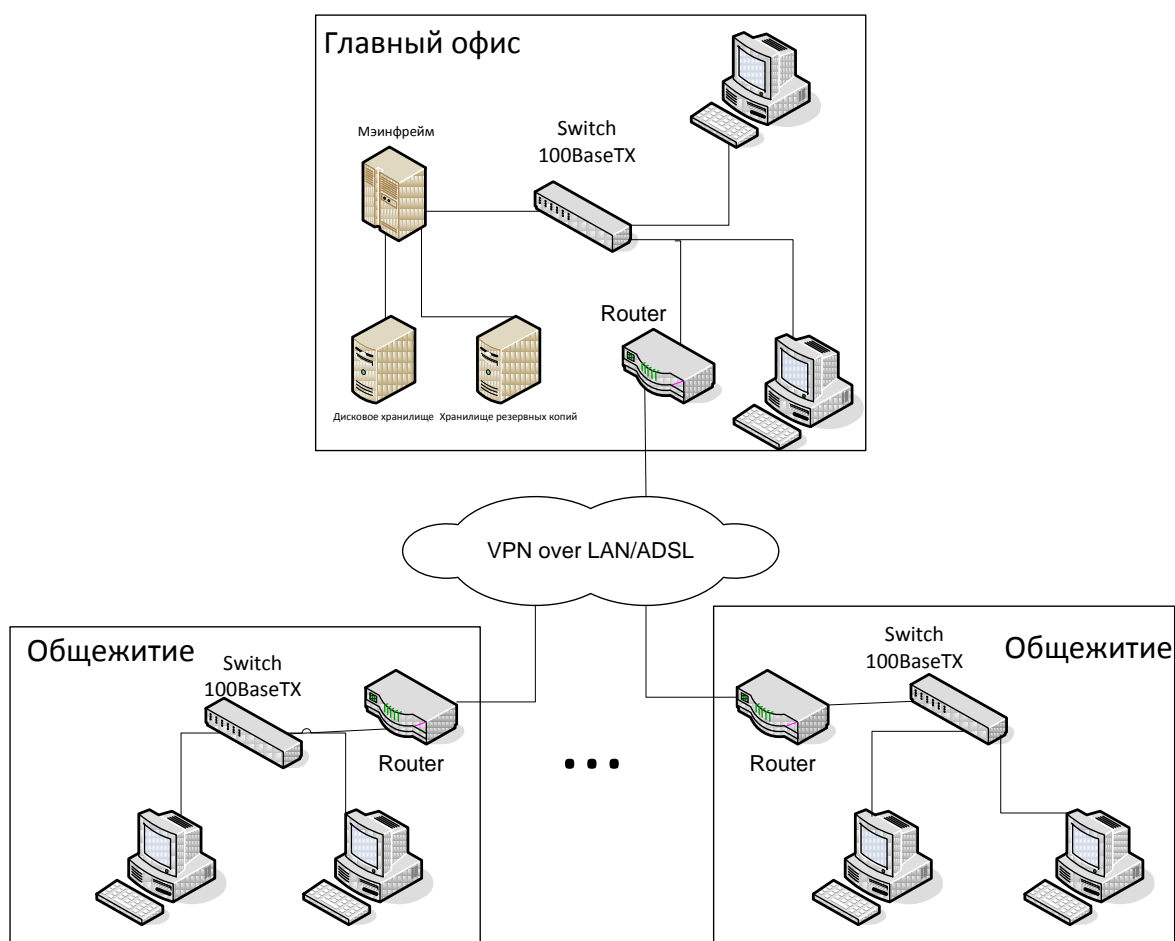 Главный офис
Мэинфрейм
Switch
100BaseTX
Router
Дисковое хранилище
Хранилище резервных копий
VPN over LAN/ADSL
Общежитие
Switch
100BaseTX
Router
...
Общежитие
Switch
100BaseTX
Router